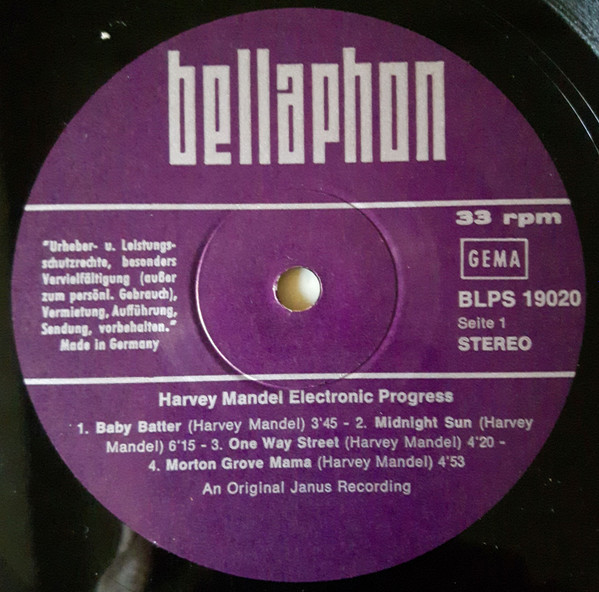 bellaphon
33 rpm
"Urheber- u. Leistungs-
schutzrechte, besonders
Vervielfältigung (außer
zum persönl. Gebrauch),
Vermietung, Aufführung,
Sendung, vorbehalten."
Made in Germany
GEMA
BLPS 19020
Seite 1
STEREO
Harvey Mandel Electronic Progress
1. Baby Batter (Harvey Mandel) 3'45 - 2. Midnight Sun (Harvey
Mandel) 6'15 - 3. One Way Street (Harvey Mandel) 4'20 -
4. Morton Grove Mama (Harvey Mandel) 4'53
An Original Janus Recording